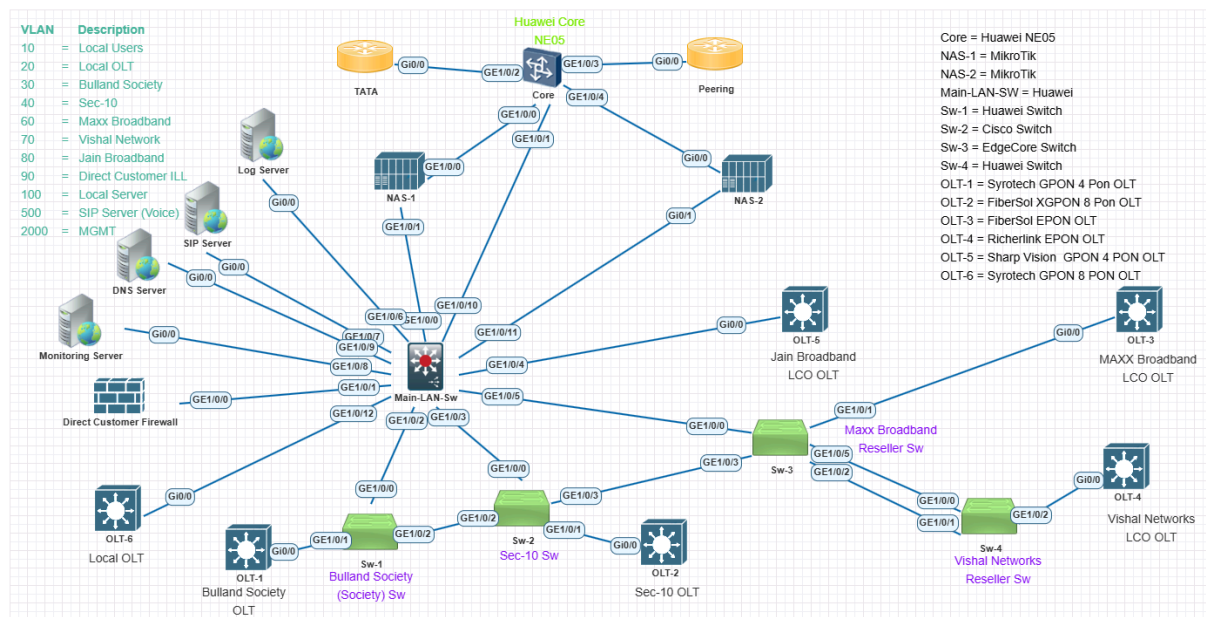 VLAN Description
10 = Local Users
20 = Local OLT
30 = Bulland Society
40 = Sec-10
60 = Maxx Broadband
70 = Vishal Network
80 = Jain Broadband
90 = Direct Customer ILL
100 = Local Server
500 = SIP Server (Voice)
2000 = MGMT
Huawei Core
NE05
Core = Huawei NE05
NAS-1 = MikroTik
NAS-2 = MikroTik
Main-LAN-SW = Huawei
Sw-1 = Huawei Switch
Sw-2 = Cisco Switch
Sw-3 = EdgeCore Switch
Sw-4 = Huawei Switch
OLT-1 = Syrotech GPON 4 Pon OLT
OLT-2 = FiberSol XGPON 8 Pon OLT
OLT-3 = FiberSol EPON OLT
OLT-4 = Richerlink EPON OLT
OLT-5 = Sharp Vision GPON 4 PON OLT
OLT-6 = Syrotech GPON 8 PON OLT
Gi0/0
GE1/0/2
GE1/0/3
Gi0/0
TATA
Core
Peering
GE1/0/4
GE1/0/0
GE1/0/1
Log Server
GE1/0/0
Gi0/0
NAS-1
NAS-2
Gi0/0
Gi0/1
GE1/0/1
SIP Server
Gi0/0
Gi0/0
DNS Server
GE1/0/10
GE1/0/6
GE1/0/0
Gi0/0
GE1/0/7
GE1/0/9
GE1/0/11
Gi0/0
OLT-5
Jain Broadband
LCO OLT
Gi0/0
OLT-3
MAXX Broadband
LCO OLT
Monitoring Server
GE1/0/8
GE1/0/4
GE1/0/1
Main-LAN-Sw
GE1/0/5
GE1/0/0
Direct Customer Firewall
GE1/0/12
GE1/0/2
GE1/0/3
GE1/0/1
GE1/0/0
Maxx Broadband
Reseller Sw
Sw-3
GE1/0/5
GE1/0/2
GE1/0/3
GE1/0/0
Gi0/0
OLT-6
Local OLT
GE1/0/0
GE1/0/3
Gi0/0
OLT-4
Vishal Networks
LCO OLT
GE1/0/0
GE1/0/1
GE1/0/2
Sw-4
Vishal Networks
Reseller Sw
GE1/0/2
GE1/0/2
GE1/0/1
Sw-2
Sec-10 Sw
Gi0/0
OLT-2
Sec-10 OLT
Gi0/0
GE1/0/1
Sw-1
Bulland Society
(Society) Sw
OLT-1
Bulland Society
OLT